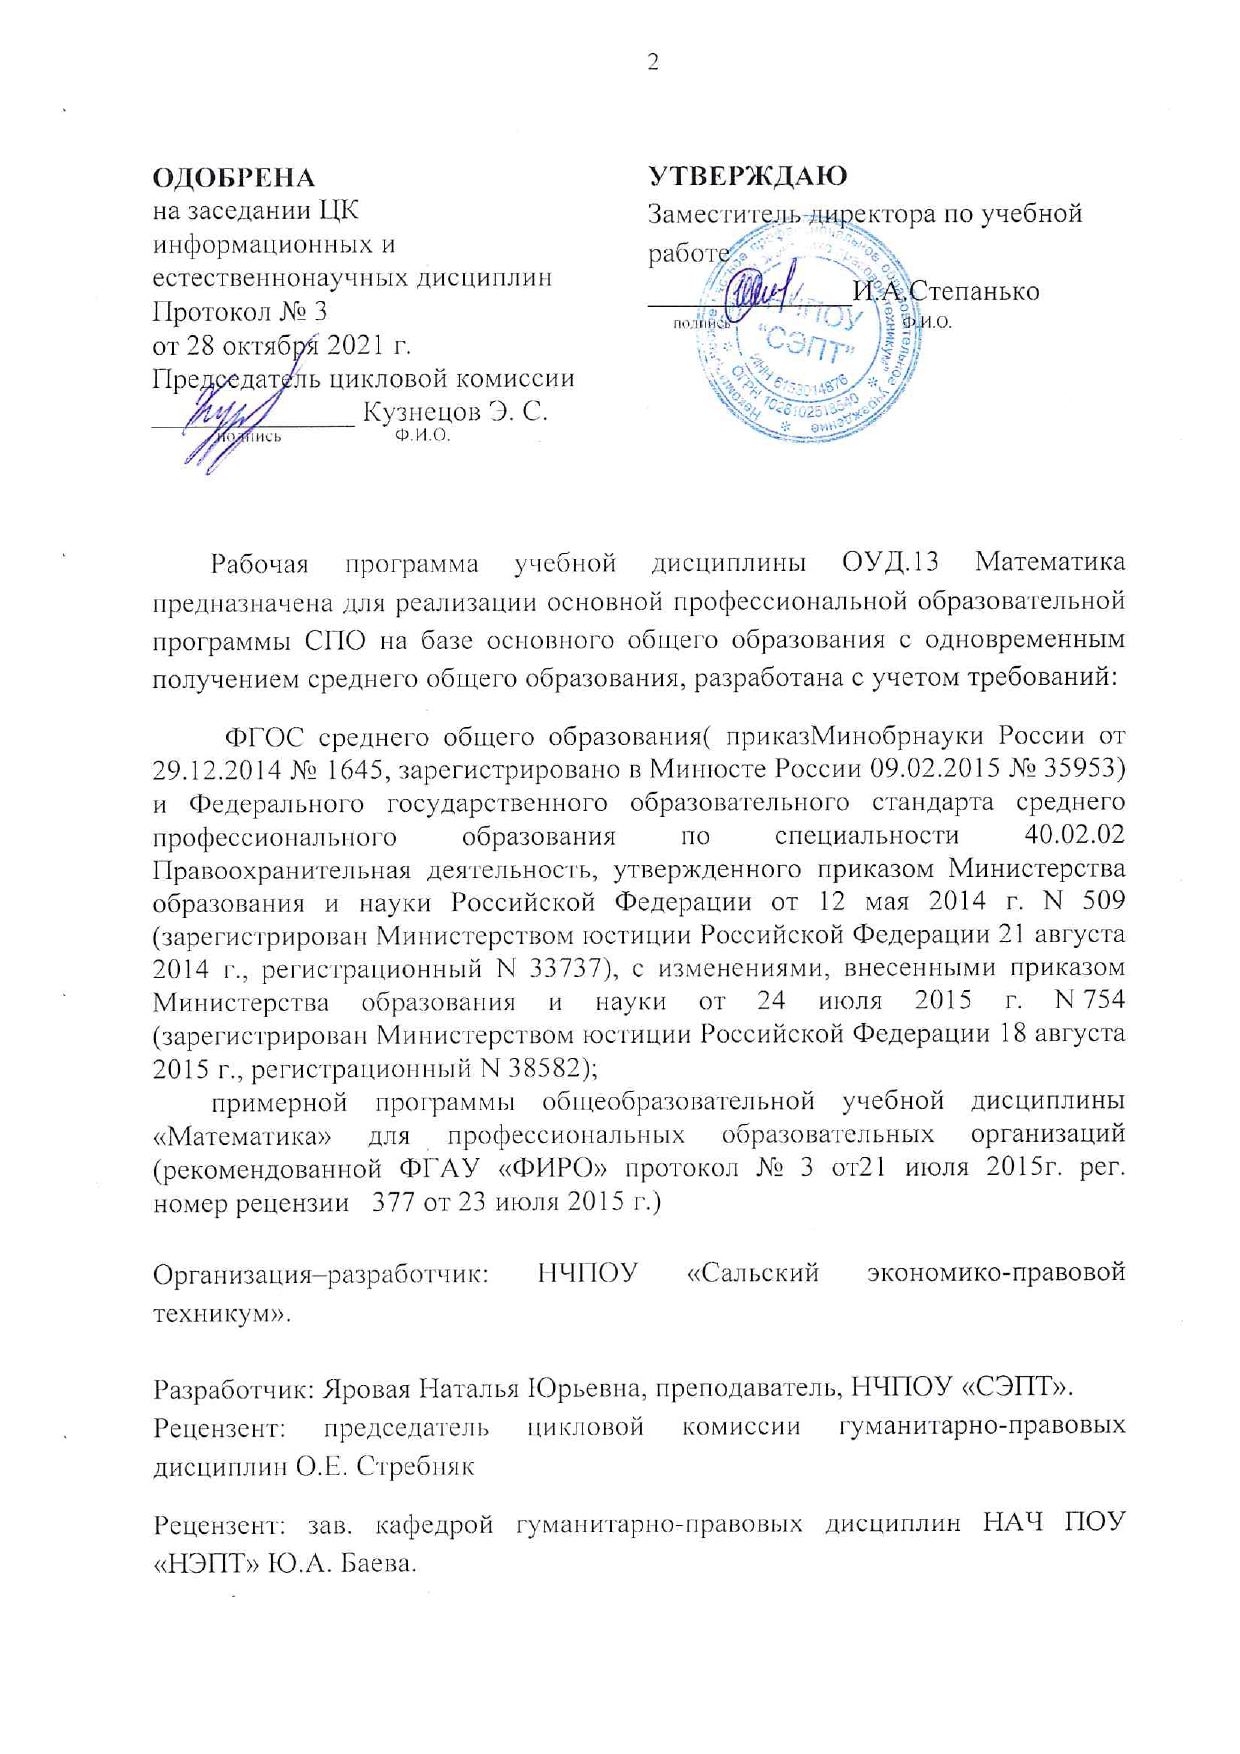 2
ОДОБРЕНА
на заседании ЦК
информационных и
естественнонаучных дисциплин
Протокол № 3
от 28 октября 2021 г.
Председатель цикловой комиссии
______________ Кузнецов Э. С.
подпись Ф.И.О.
УТВЕРЖДАЮ
Заместитель директора по учебной
работе
______________И.А.Степанько
подпись Ф.И.О.
ПОУ
"СЭПТ"
ИНН 6153014876
ОГРН 1026102518540
Рабочая программа учебной дисциплины ОУД.13 Математика
предназначена для реализации основной профессиональной образовательной
программы СПО на базе основного общего образования с одновременным
получением среднего общего образования, разработана с учетом требований:
ФГОС среднего общего образования( приказМинобрнауки России от
29.12.2014 № 1645, зарегистрировано в Минюсте России 09.02.2015 № 35953)
и Федерального государственного образовательного стандарта среднего
профессионального образования по специальности 40.02.02
Правоохранительная деятельность, утвержденного приказом Министерства
образования и науки Российской Федерации от 12 мая 2014 г. N 509
(зарегистрирован Министерством юстиции Российской Федерации 21 августа
2014 г., регистрационный N 33737), с изменениями, внесенными приказом
Министерства образования и науки от 24 июля 2015 г. N 754
(зарегистрирован Министерством юстиции Российской Федерации 18 августа
2015 г., регистрационный N 38582);
примерной программы общеобразовательной учебной дисциплины
«Математика» для профессиональных образовательных организаций
(рекомендованной ФГАУ «ФИРО» протокол № 3 от21 июля 2015г. рег.
номер рецензии 377 от 23 июля 2015 г.)
Организация–разработчик: НЧПОУ «Сальский экономико-правовой
техникум».
Разработчик: Яровая Наталья Юрьевна, преподаватель, НЧПОУ «СЭПТ».
Рецензент: председатель цикловой комиссии гуманитарно-правовых
дисциплин О.Е. Стребняк
Рецензент: зав. кафедрой гуманитарно-правовых дисциплин НАЧ ПОУ
«НЭПТ» Ю.А. Баева.